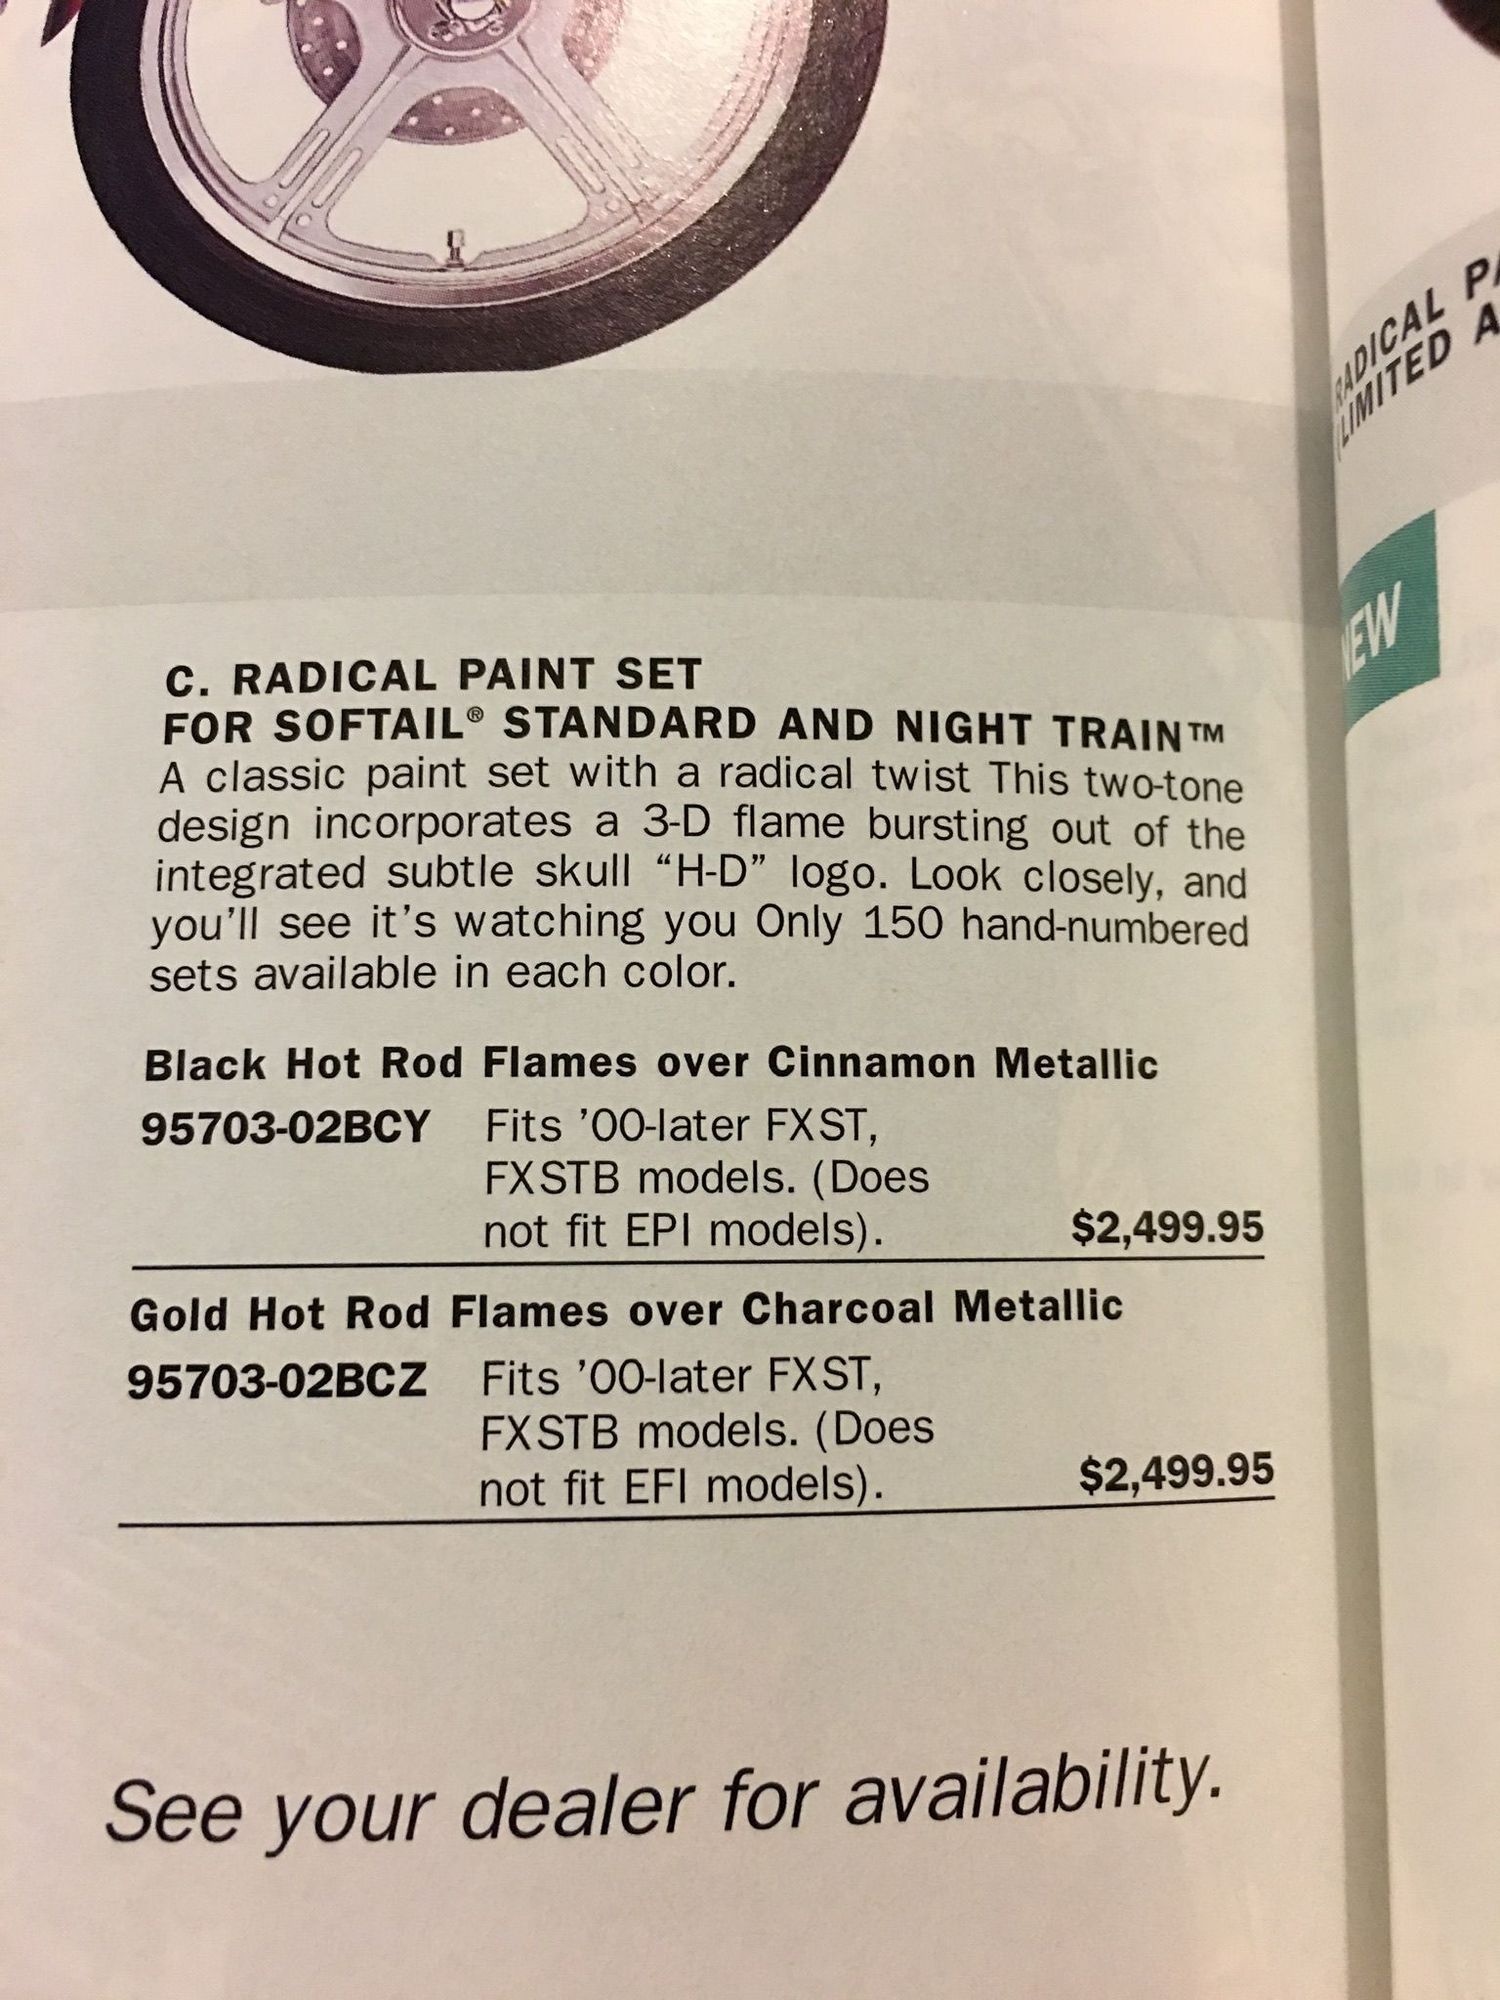 C. RADICAL PAINT SET
FOR SOFTAIL® STANDARD AND NIGHT TRAIN™
A classic paint set with a radical twist This two-tone
design incorporates a 3-D flame bursting out of the
integrated subtle skull “H-D” logo. Look closely, and
you’ll see it’s watching you Only 150 hand-numbered
sets available in each color.
Black Hot Rod Flames over Cinnamon Metallic
95703-02BCY Fits ’00-later FXST,
FXSTB models. (Does
not fit EPI models). $2,499.95
Gold Hot Rod Flames over Charcoal Metallic
95703-02BCZ Fits ’00-later FXST,
FXSTB models. (Does
not fit EFI models). $2,499.95
See your dealer for availability.
RADICAL
(LIMITED
NEW